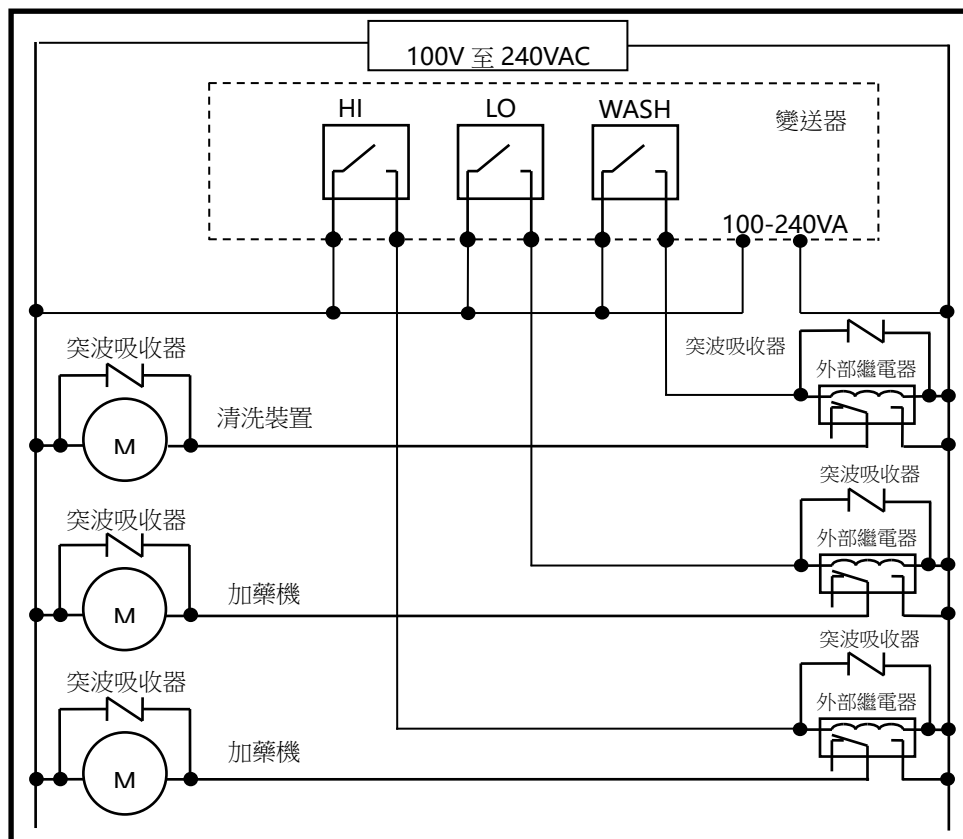 100V 至 240VAC
HI
LO
WASH
變送器
100-240VA
突波吸收器
突波吸收器
外部繼電器
清洗裝置
M
突波吸收器
突波吸收器
外部繼電器
加藥機
M
突波吸收器
突波吸收器
外部繼電器
加藥機
M